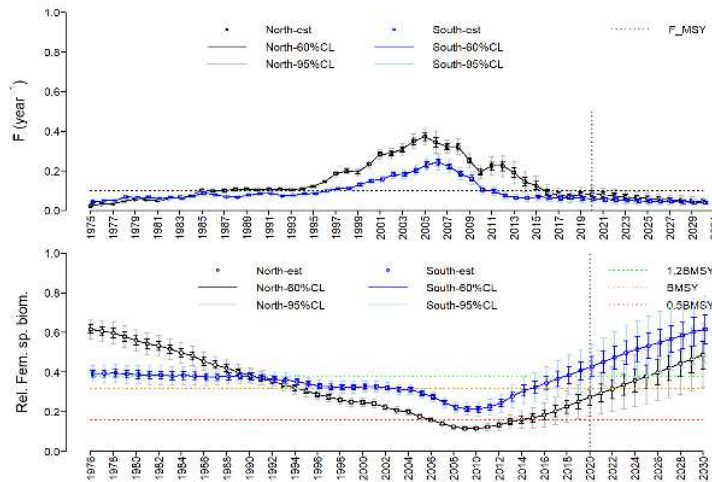 1.0
North-est South-est F_MSY
North-60%CL South-60%CL
0.8
North-95%CL South-95%CL
F (year -1)
0.6
0.4
0.2
0.0
1975 1977 1979 1981 1983 1985 1987 1989 1991 1993 1995 1997 1999 2001 2003 2005 2007 2009 2011 2013 2015 2017 2019 2021 2023 2025 2027 2029
1.0
North-est South-est 1.2BMSY
North-60%CL South-60%CL BMSY
0.8
North-95%CL South-95%CL 0.5BMSY
Rel. Fem. sp. biom.
0.6
0.4
0.2
0.0
1976 1978 1980 1982 1984 1986 1988 1990 1992 1994 1996 1998 2000 2002 2004 2006 2008 2010 2012 2014 2016 2018 2020 2022 2024 2026 2028 2030